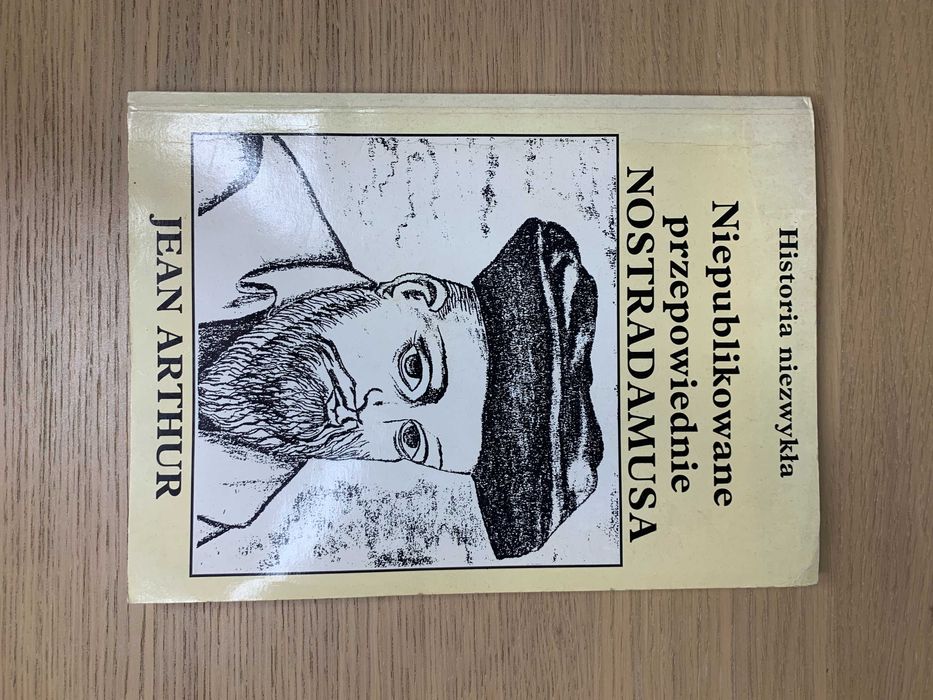 Historia niezwykła
Niepublikowane
przepowiednie
NOSTRADAMUSA
JEAN ARTHUR